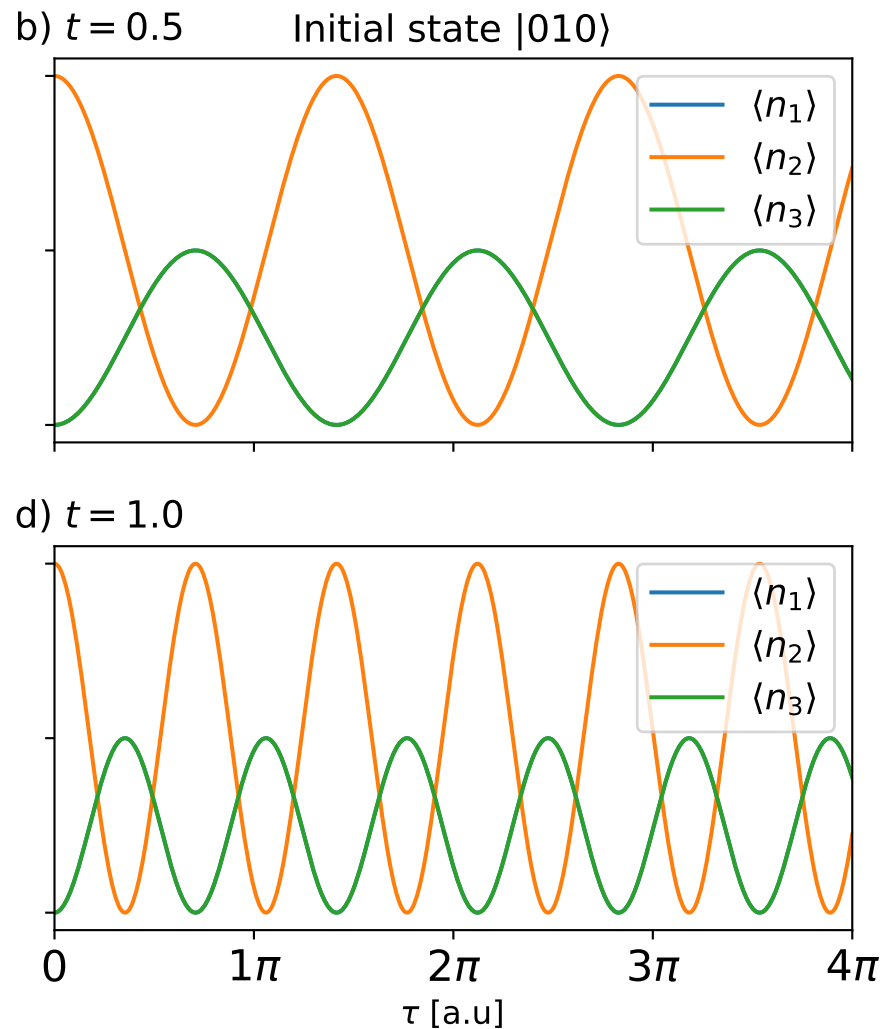 b) t = 0.5 Initial state |010⟩
⟨n₁⟩
⟨n₂⟩
⟨n₃⟩
d) t = 1.0
⟨n₁⟩
⟨n₂⟩
⟨n₃⟩
0 1π 2π 3π 4π
τ [a.u]